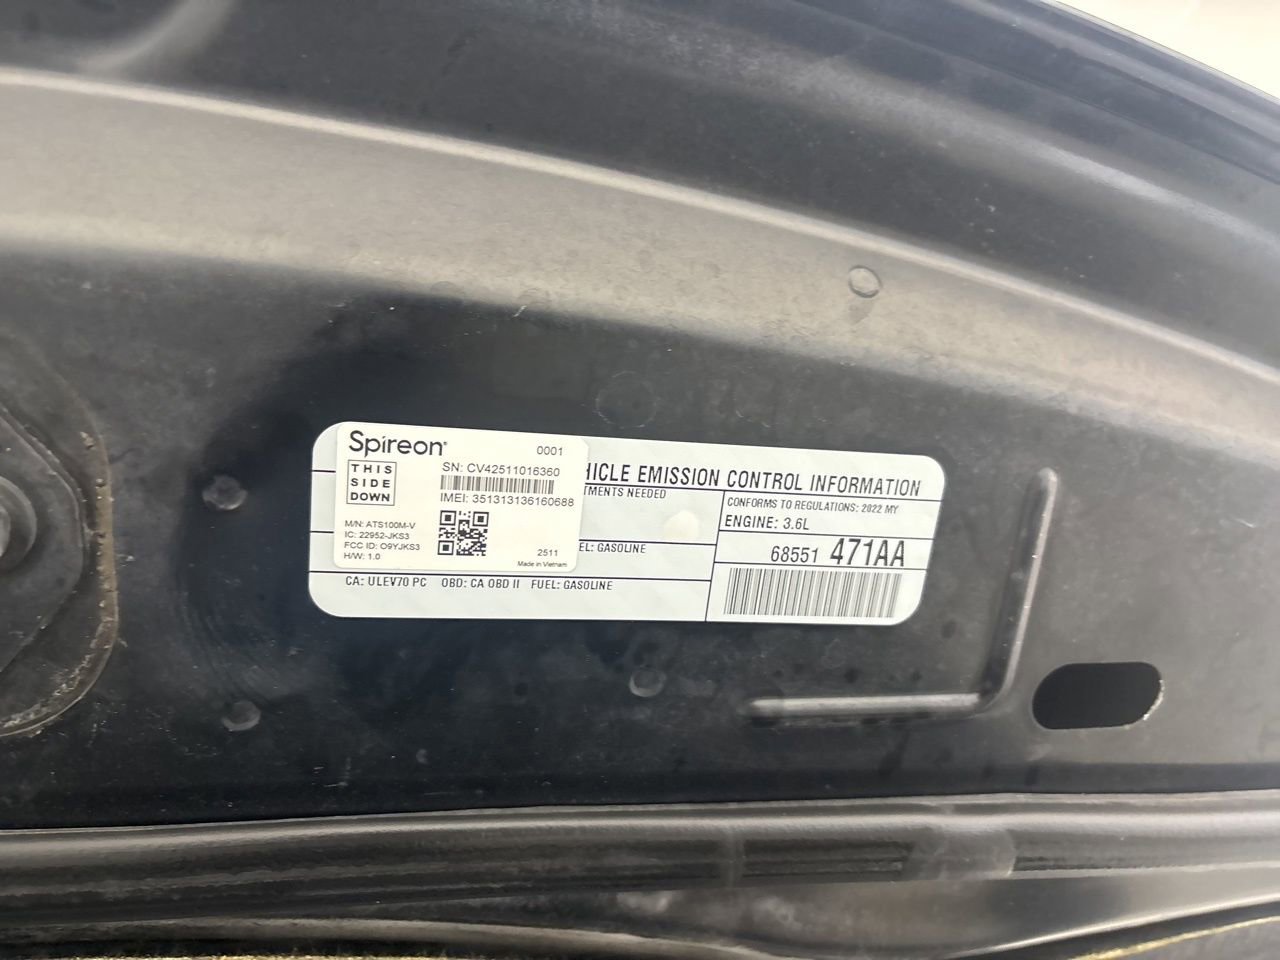 Spireon
0001
THIS
SIDE
DOWN
SN: CV42511016360
IMEI: 351313136160688
M/N: ATS100M-V
IC: 22952-JKS3
FCC ID: O9YJKS3
H/W: 1.0
2511
Made in Vietnam
HICLE EMISSION CONTROL INFORMATION
TMENTS NEEDED
CONFORMS TO REGULATIONS: 2022 MY
ENGINE: 3.6L
EL: GASOLINE
68551 471AA
CA: ULEV70 PC OBD: CA OBD II FUEL: GASOLINE